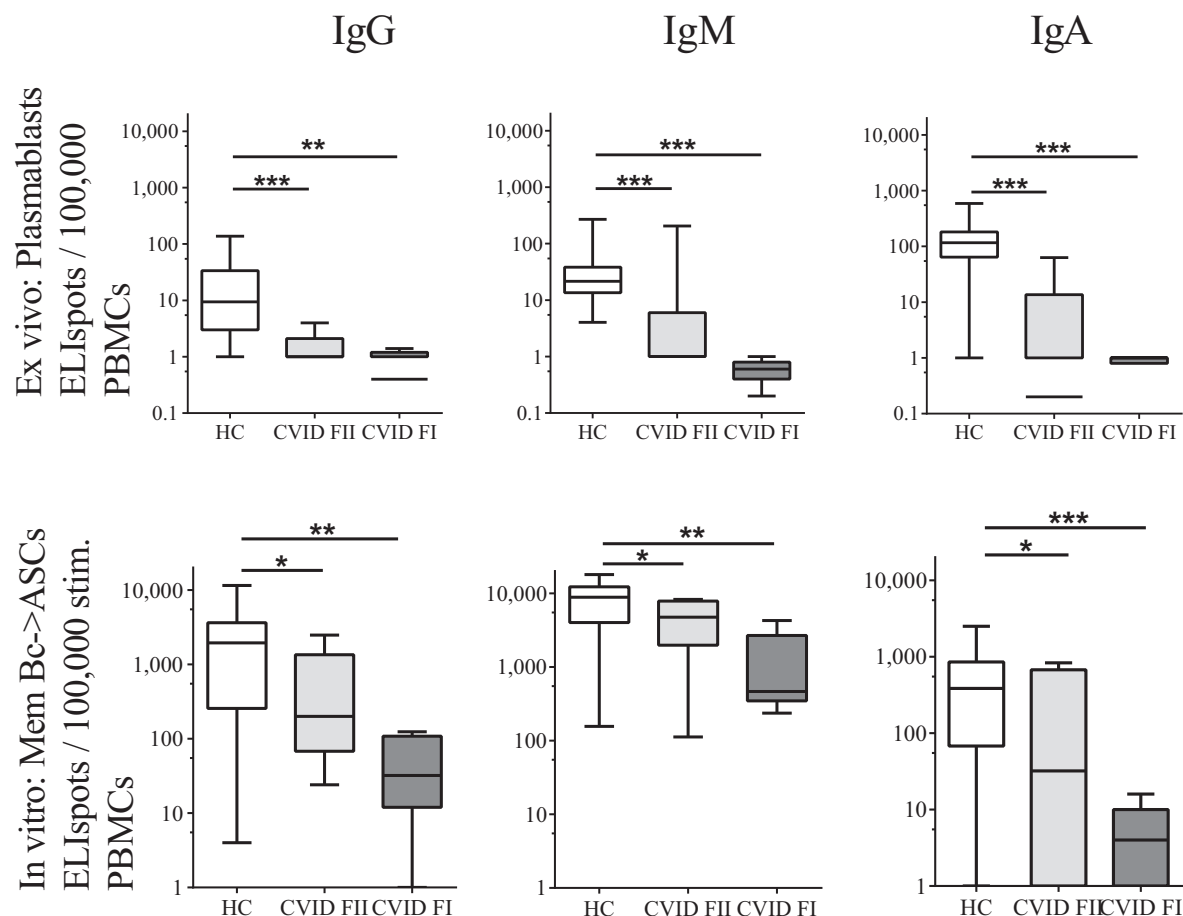 IgG
IgM
IgA
Ex vivo: Plasmablasts
ELIspots / 100,000
PBMCs
10,000
1,000
100
10
1
0.1
**
***
HC
CVID FII
CVID FI
10,000
1,000
100
10
1
0.1
***
***
HC
CVID FII
CVID FI
10,000
1,000
100
10
1
0.1
***
***
HC
CVID FII
CVID FI
In vitro: Mem Bc->ASCs
ELIspots / 100,000 stim.
PBMCs
10,000
1,000
100
10
1
**
*
HC
CVID FII
CVID FI
10,000
1,000
100
10
1
**
*
HC
CVID FII
CVID FI
10,000
1,000
100
10
1
***
*
HC
CVID FII
CVID FI